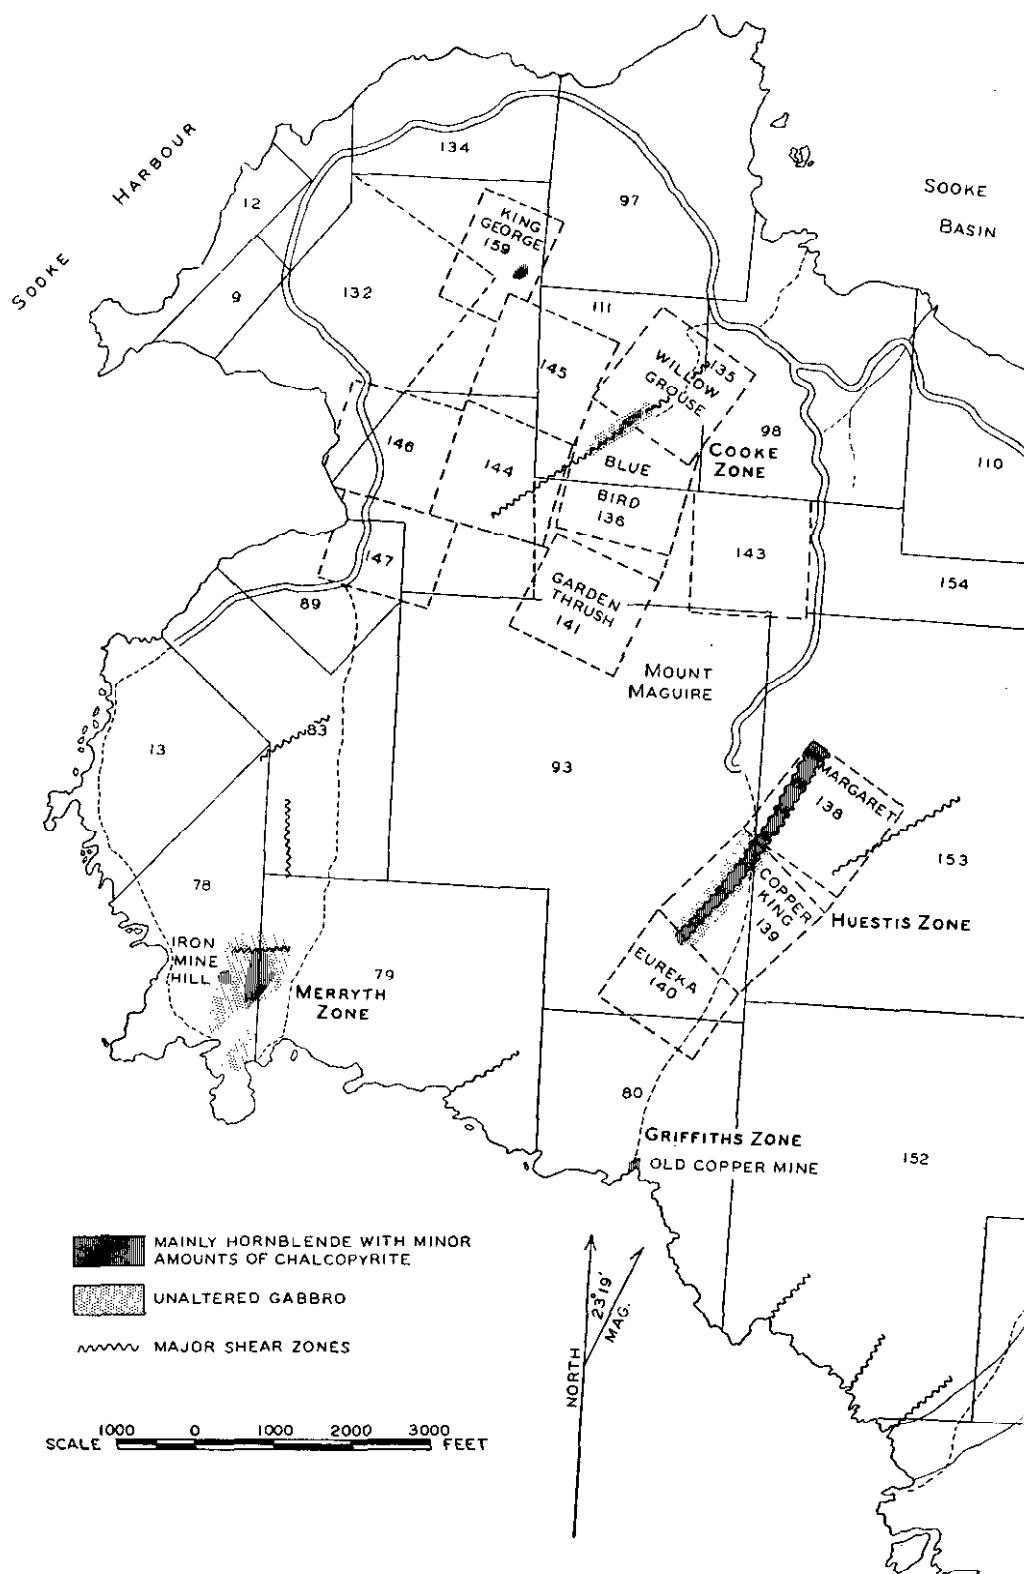 HARBOUR
SOOKE
SOOKE
BASIN
134
97
12
KING
GEORGE
159
9
132
111
145
135
WILLOW
GROUSE
98
COOKE
ZONE
146
144
BLUE
BIRD
136
110
143
147
154
89
GARDEN
THRUSH
141
MOUNT
MAGUIRE
13
83
93
MARGARET
138
153
78
COPPER
KING
139
HUESTIS ZONE
IRON
MINE
HILL
MERRYTH
ZONE
79
EUREKA
140
80
GRIFFITHS ZONE
OLD COPPER MINE
152
MAINLY HORNBLENDE WITH MINOR
AMOUNTS OF CHALCOPYRITE
UNALTERED GABBRO
MAJOR SHEAR ZONES
NORTH
23°19'
MAG.
1000 0 1000 2000 3000
SCALE FEET